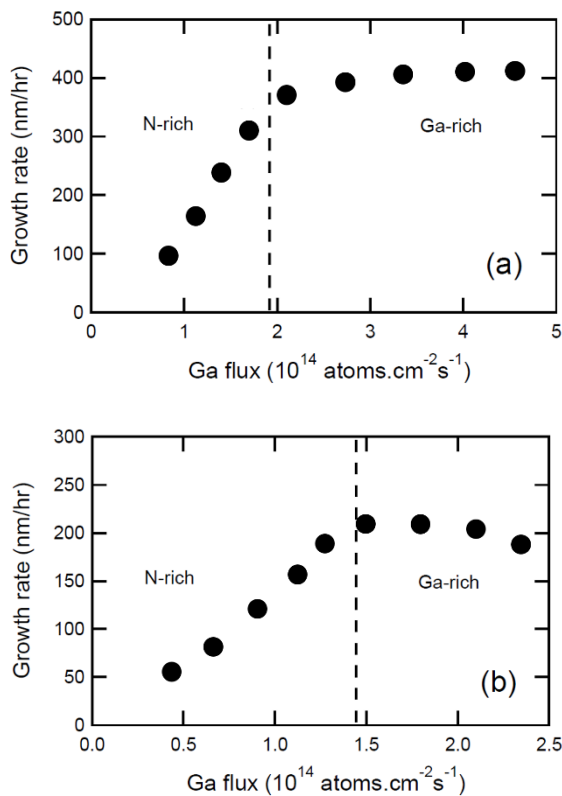 500
400
300
200
100
0
Growth rate (nm/hr)
N-rich
Ga-rich
(a)
0 1 2 3 4 5
Ga flux (10¹⁴ atoms.cm⁻²s⁻¹)
300
250
200
150
100
50
0
Growth rate (nm/hr)
N-rich
Ga-rich
(b)
0.0 0.5 1.0 1.5 2.0 2.5
Ga flux (10¹⁴ atoms.cm⁻²s⁻¹)